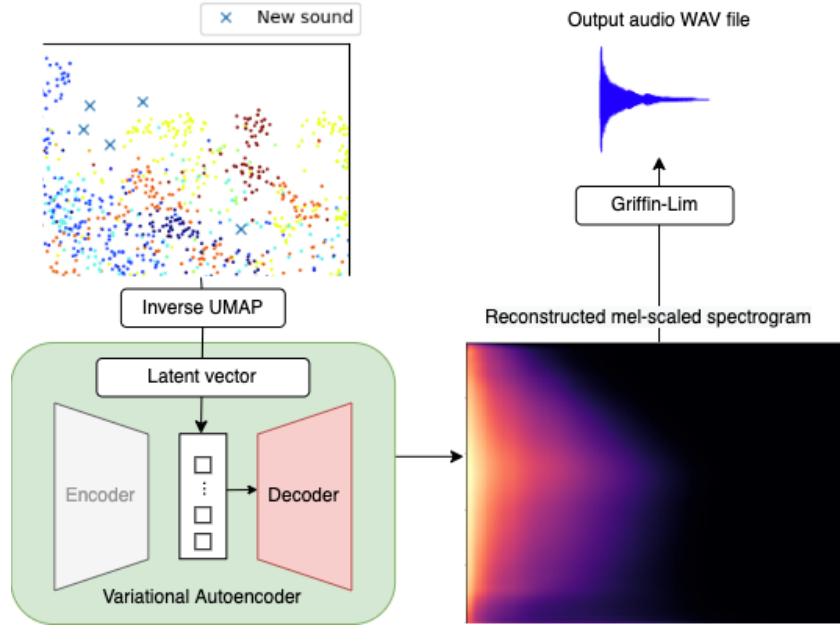 New sound
Output audio WAV file
Griffin-Lim
Inverse UMAP
Reconstructed mel-scaled spectrogram
Latent vector
Encoder
Decoder
Variational Autoencoder